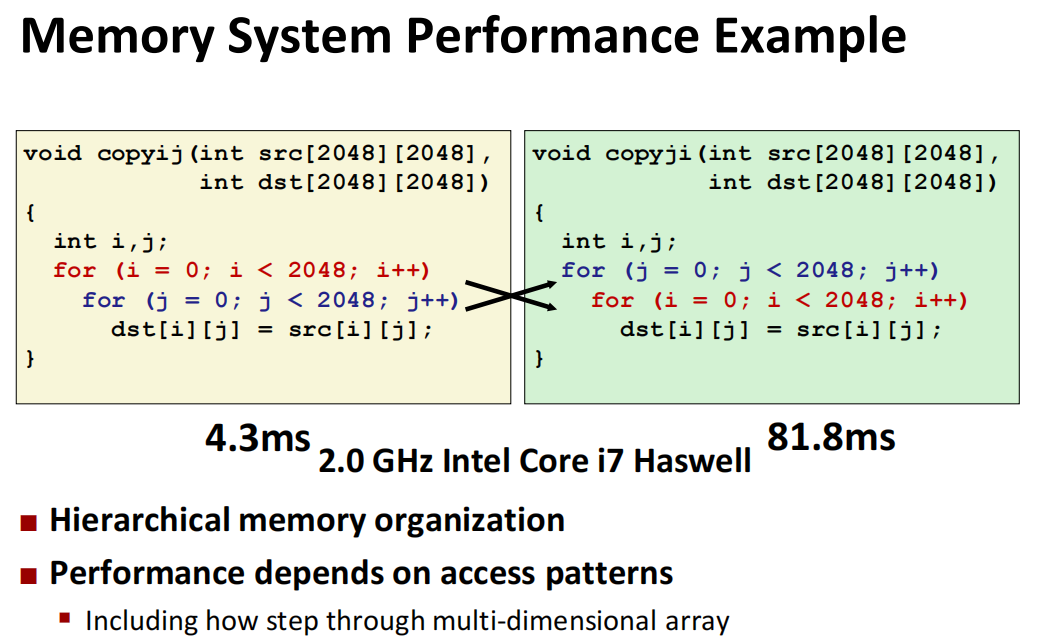 Memory System Performance Example
void copyij(int src[2048][2048],
int dst[2048][2048])
{
int i,j;
for (i = 0; i < 2048; i++)
for (j = 0; j < 2048; j++)
dst[i][j] = src[i][j];
}
void copyji(int src[2048][2048],
int dst[2048][2048])
{
int i,j;
for (j = 0; j < 2048; j++)
for (i = 0; i < 2048; i++)
dst[i][j] = src[i][j];
}
4.3ms
81.8ms
2.0 GHz Intel Core i7 Haswell
Hierarchical memory organization
Performance depends on access patterns
Including how step through multi-dimensional array